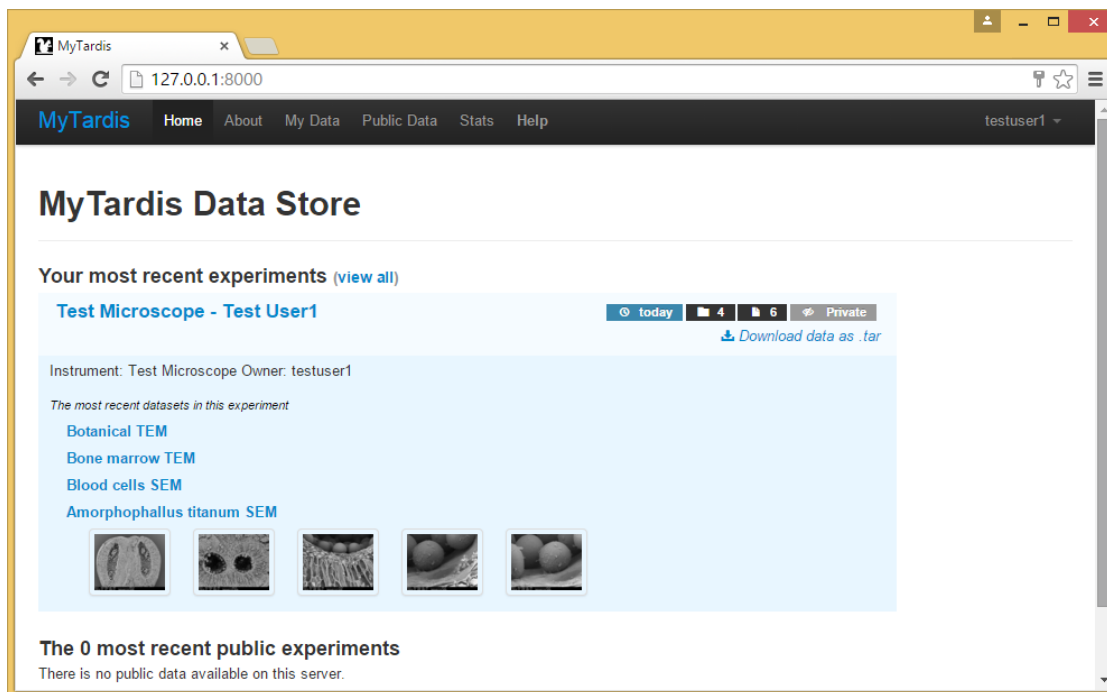 MyTardis
127.0.0.1:8000
MyTardis Home About My Data Public Data Stats Help testuser1
MyTardis Data Store
Your most recent experiments (view all)
Test Microscope - Test User1 today 4 6 Private
Download data as .tar
Instrument: Test Microscope Owner: testuser1
The most recent datasets in this experiment
Botanical TEM
Bone marrow TEM
Blood cells SEM
Amorphophallus titanum SEM
The 0 most recent public experiments
There is no public data available on this server.